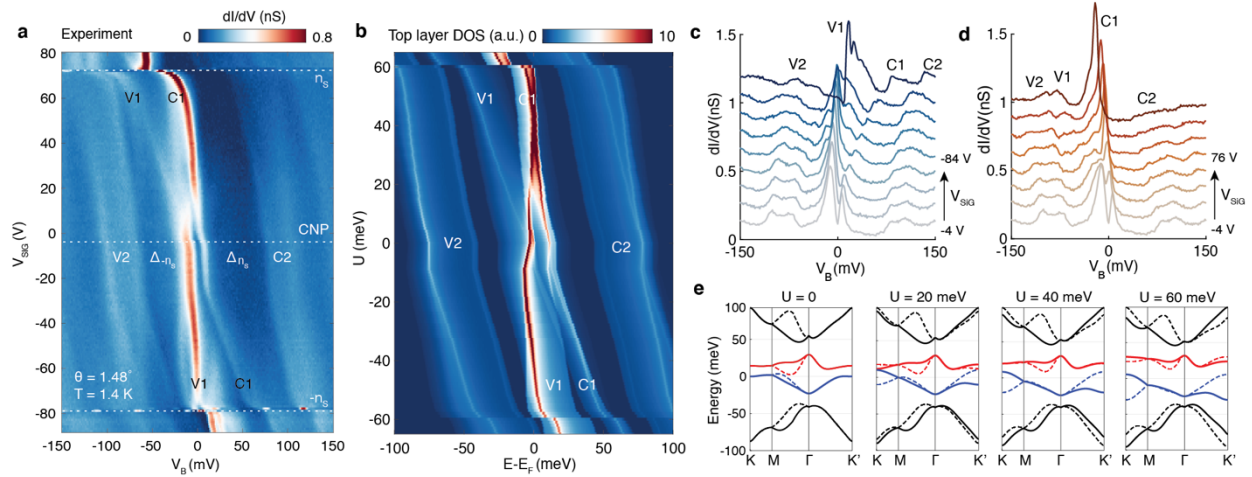 a
Experiment
dI/dV (nS)
0
0.8
n_S
V1
C1
CNP
V2
Δ_-n_s
Δ_n_s
C2
V1
C1
θ = 1.48°
T = 1.4 K
-n_S
80
60
40
20
0
-20
-40
-60
-80
V_SiG (V)
-100
-50
0
50
100
150
V_B (mV)
b
Top layer DOS (a.u.)
0
10
V1
C1
V2
C2
V1
C1
60
40
20
0
-20
-40
-60
U (meV)
-100
-50
0
50
100
E-E_F (meV)
c
V1
V2
C1
C2
-84 V
V_SiG
-4 V
1.5
1
0.5
0
dI/dV(nS)
-150
0
150
V_B (mV)
d
C1
V2
V1
C2
76 V
V_SiG
-4 V
1.5
1
0.5
0
dI/dV(nS)
-150
0
150
V_B (mV)
e
U = 0
U = 20 meV
U = 40 meV
U = 60 meV
100
50
0
-50
-100
Energy (meV)
K M Γ K'
K M Γ K'
K M Γ K'
K M Γ K'